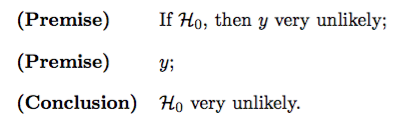 (Premise) If ℋ₀, then y very unlikely;
(Premise) y;
(Conclusion) ℋ₀ very unlikely.